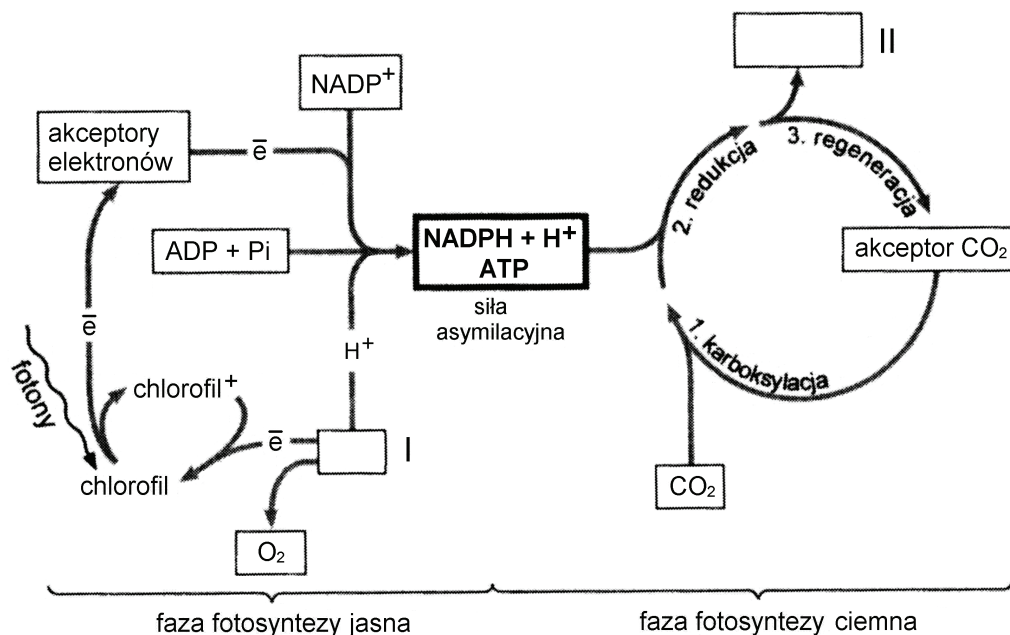 II
NADP⁺
akceptory
elektronów
e̅
ADP + Pi
NADPH + H⁺
ATP
siła
asymilacyjna
2. redukcja
3. regeneracja
akceptor CO₂
1. karboksylacja
e̅
fotony
H⁺
chlorofil⁺
e̅
I
chlorofil
CO₂
O₂
faza fotosyntezy jasna
faza fotosyntezy ciemna